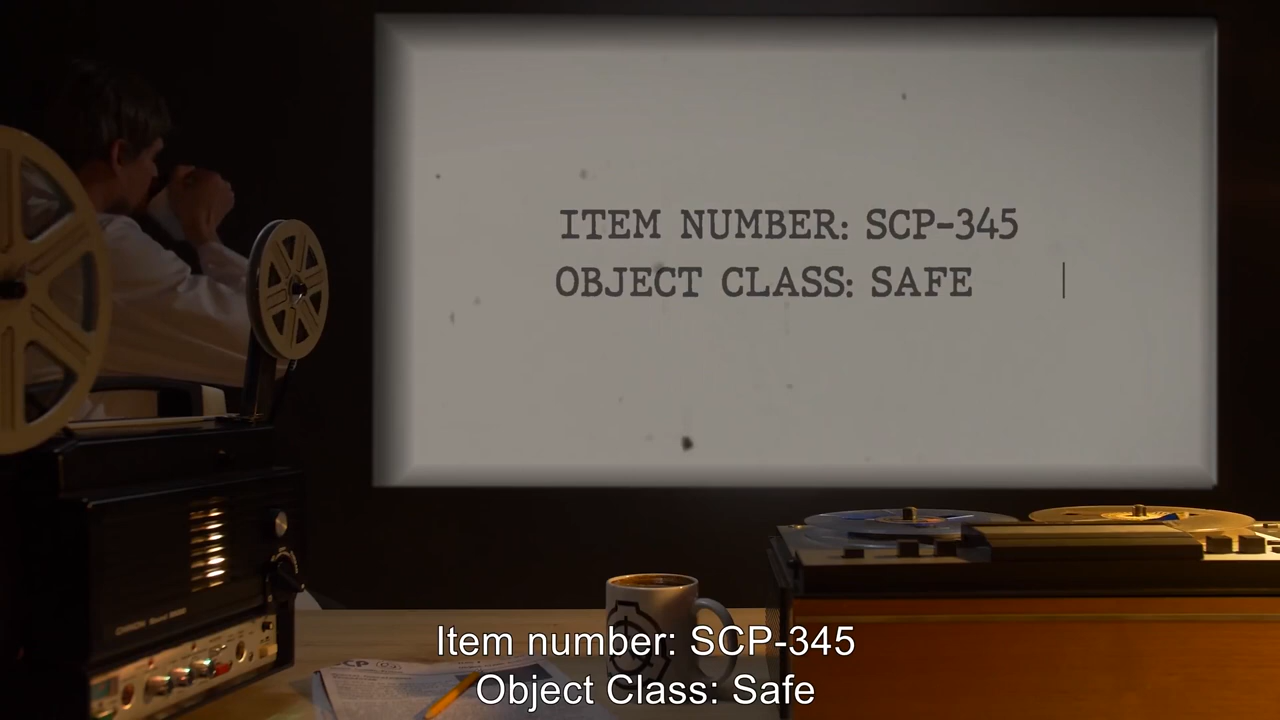 ITEM NUMBER: SCP-345
OBJECT CLASS: SAFE
Item number: SCP-345
Object Class: Safe